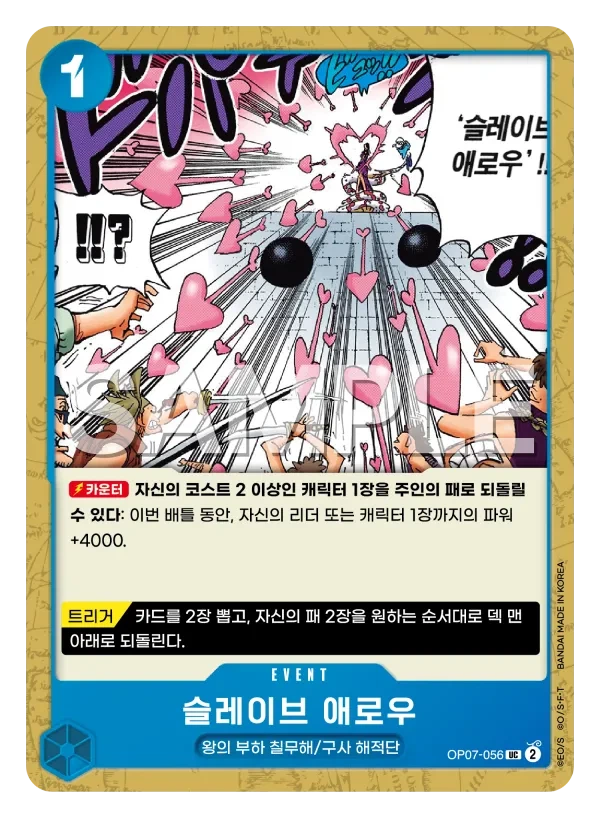 1
'슬레이브
애로우' !!
!!?
SAMPLE
카운터 자신의 코스트 2 이상인 캐릭터 1장을 주인의 패로 되돌릴
수 있다: 이번 배틀 동안, 자신의 리더 또는 캐릭터 1장까지의 파워
+4000.
트리거 카드를 2장 뽑고, 자신의 패 2장을 원하는 순서대로 덱 맨
아래로 되돌린다.
EVENT
슬레이브 애로우
왕의 부하 칠무해/구사 해적단
OP07-056 UC 2
©EO/S ©O/S·F·T BANDAI MADE IN KOREA